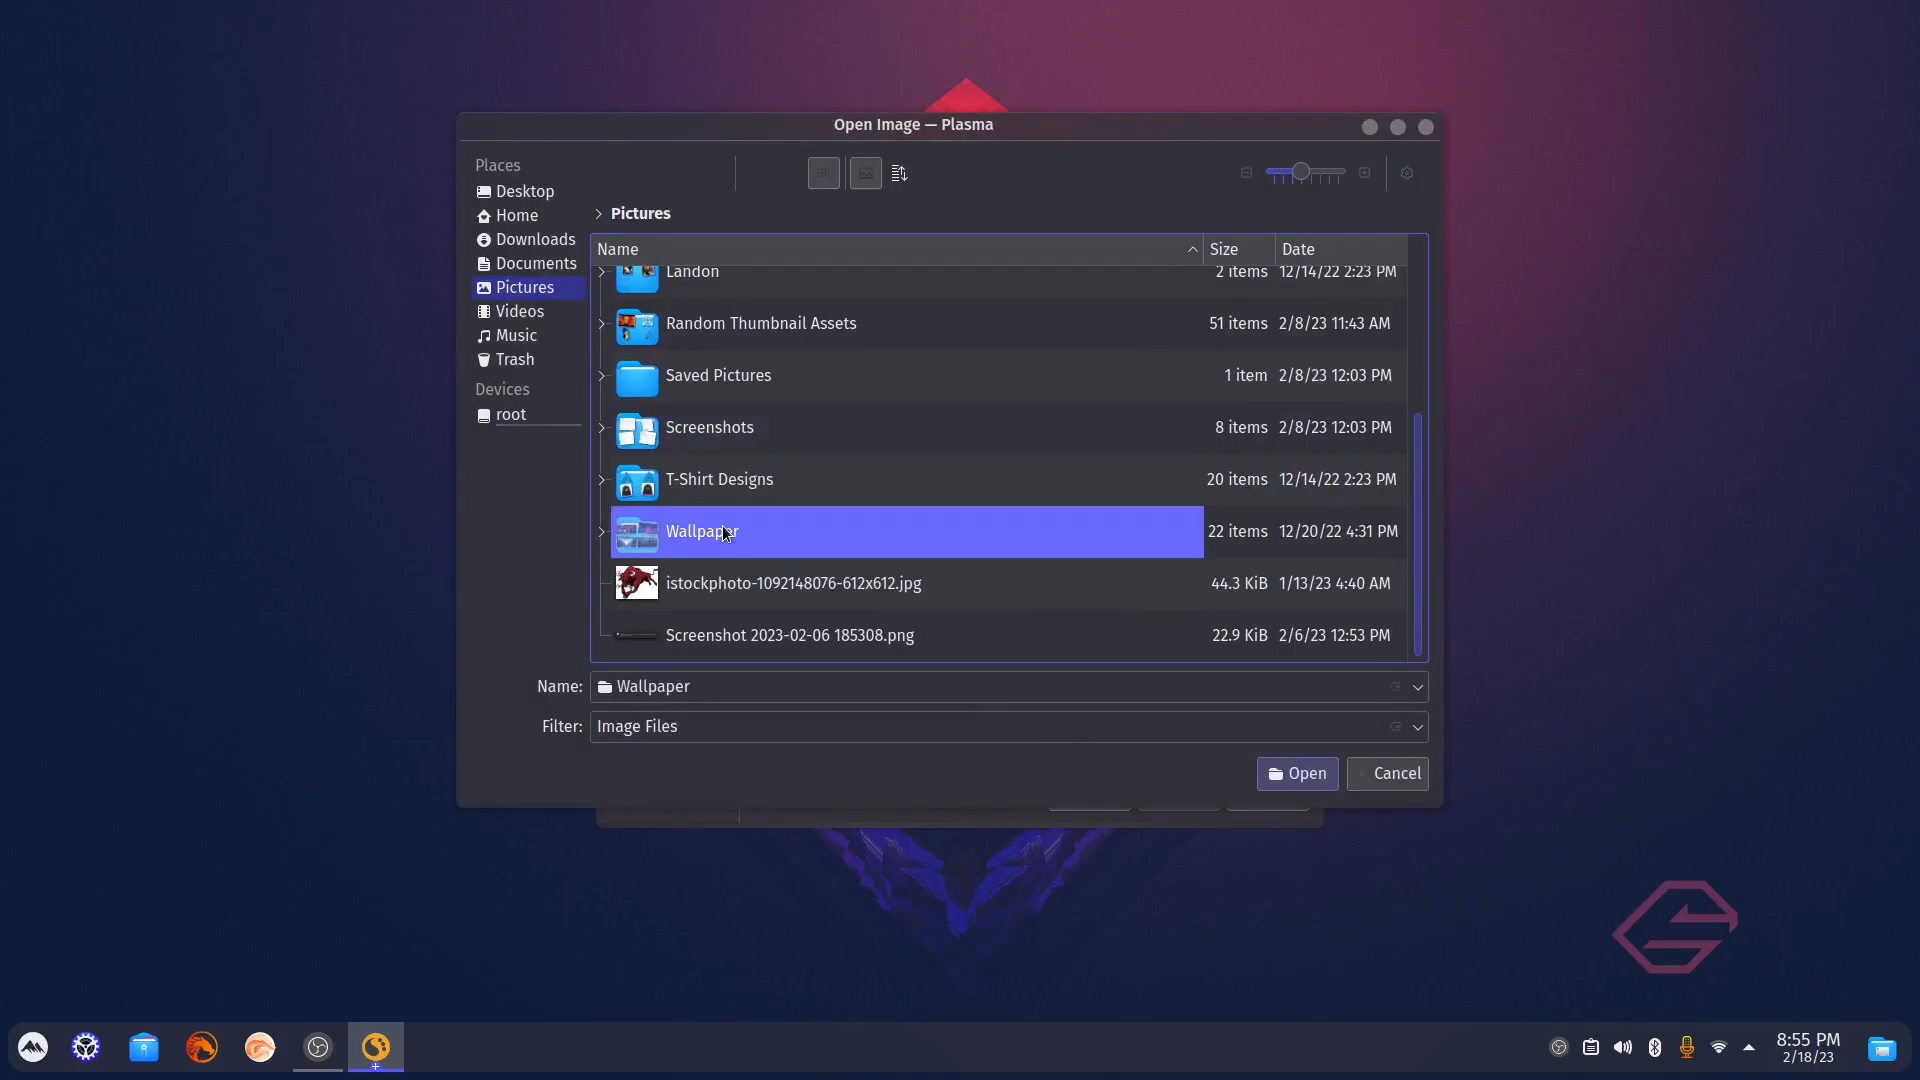 Open Image — Plasma
Places
Desktop
Home
Downloads
Documents
Pictures
Videos
Music
Trash
Devices
root
Pictures
Name Size Date
Landon 2 items 12/14/22 2:23 PM
Random Thumbnail Assets 51 items 2/8/23 11:43 AM
Saved Pictures 1 item 2/8/23 12:03 PM
Screenshots 8 items 2/8/23 12:03 PM
T-Shirt Designs 20 items 12/14/22 2:23 PM
Wallpaper 22 items 12/20/22 4:31 PM
istockphoto-1092148076-612x612.jpg 44.3 KiB 1/13/23 4:40 AM
Screenshot 2023-02-06 185308.png 22.9 KiB 2/6/23 12:53 PM
Name: Wallpaper
Filter: Image Files
Open Cancel
8:55 PM
2/18/23